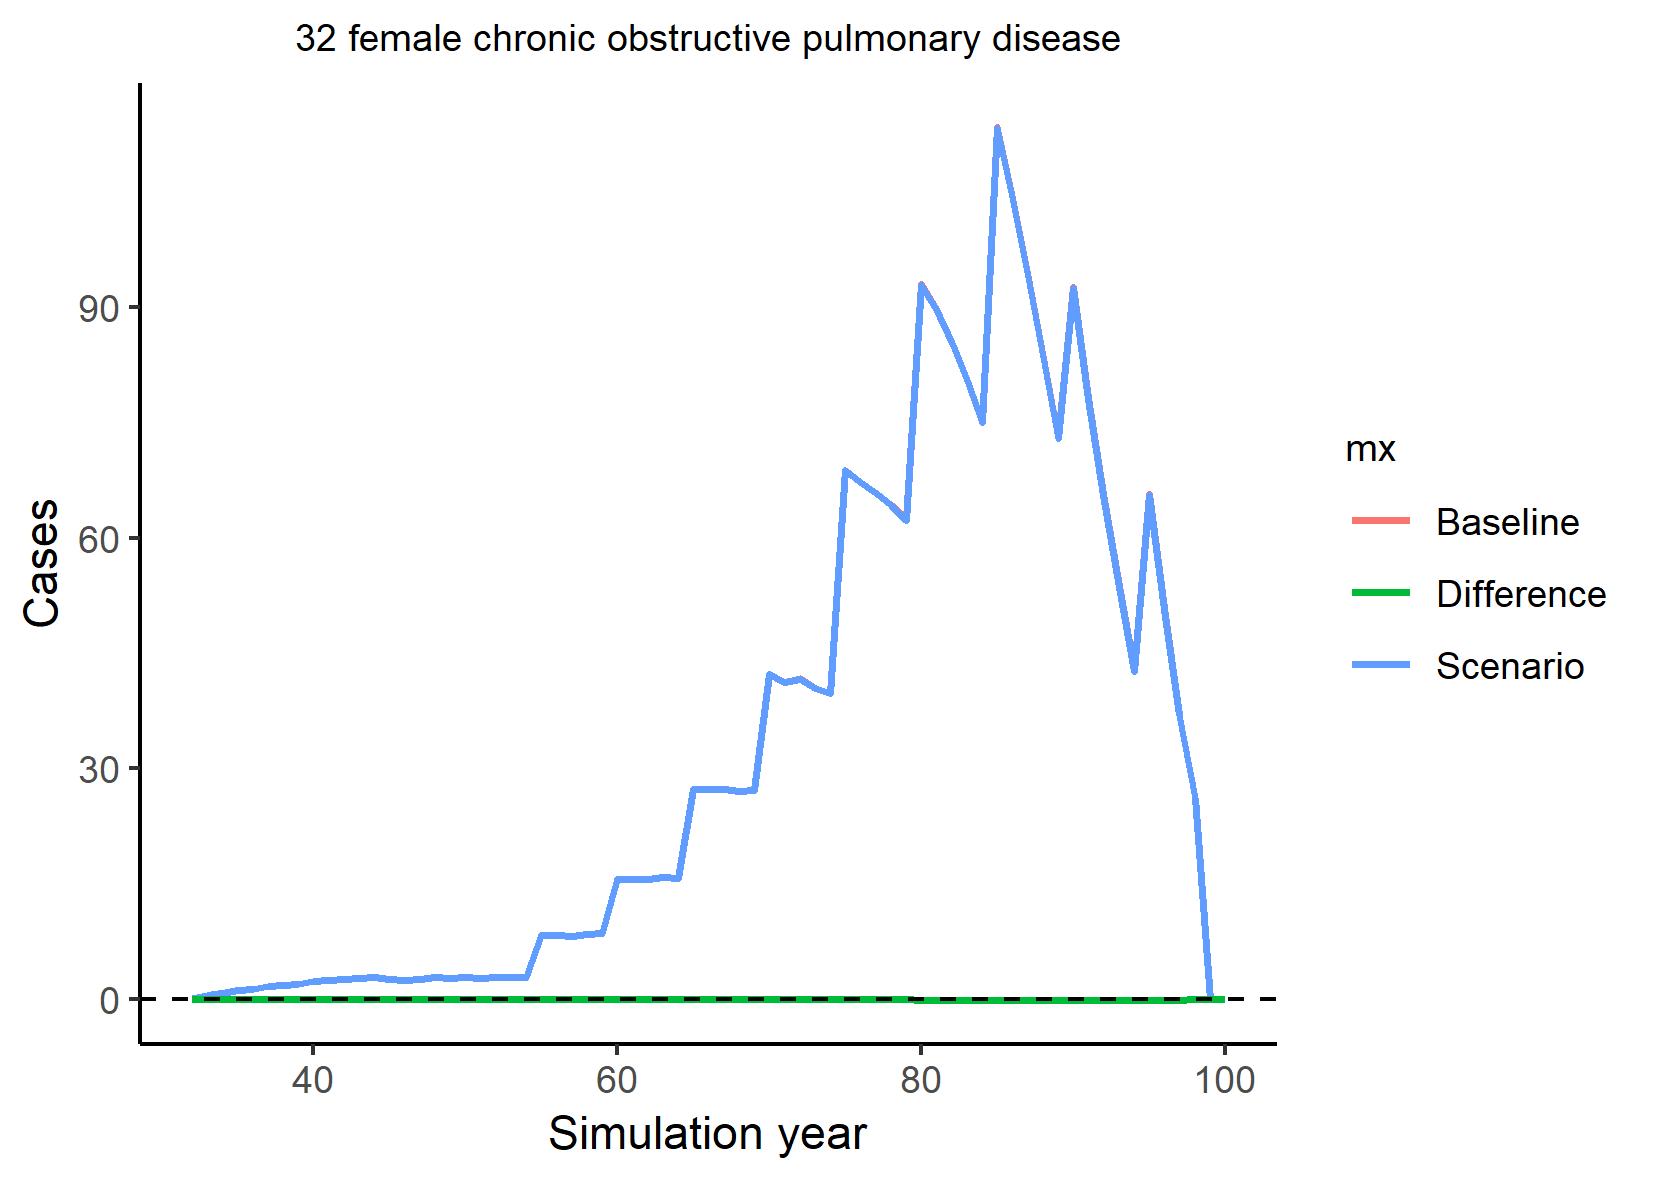 32 female chronic obstructive pulmonary disease
Cases
90
60
30
0
40 60 80 100
Simulation year
mx
Baseline
Difference
Scenario